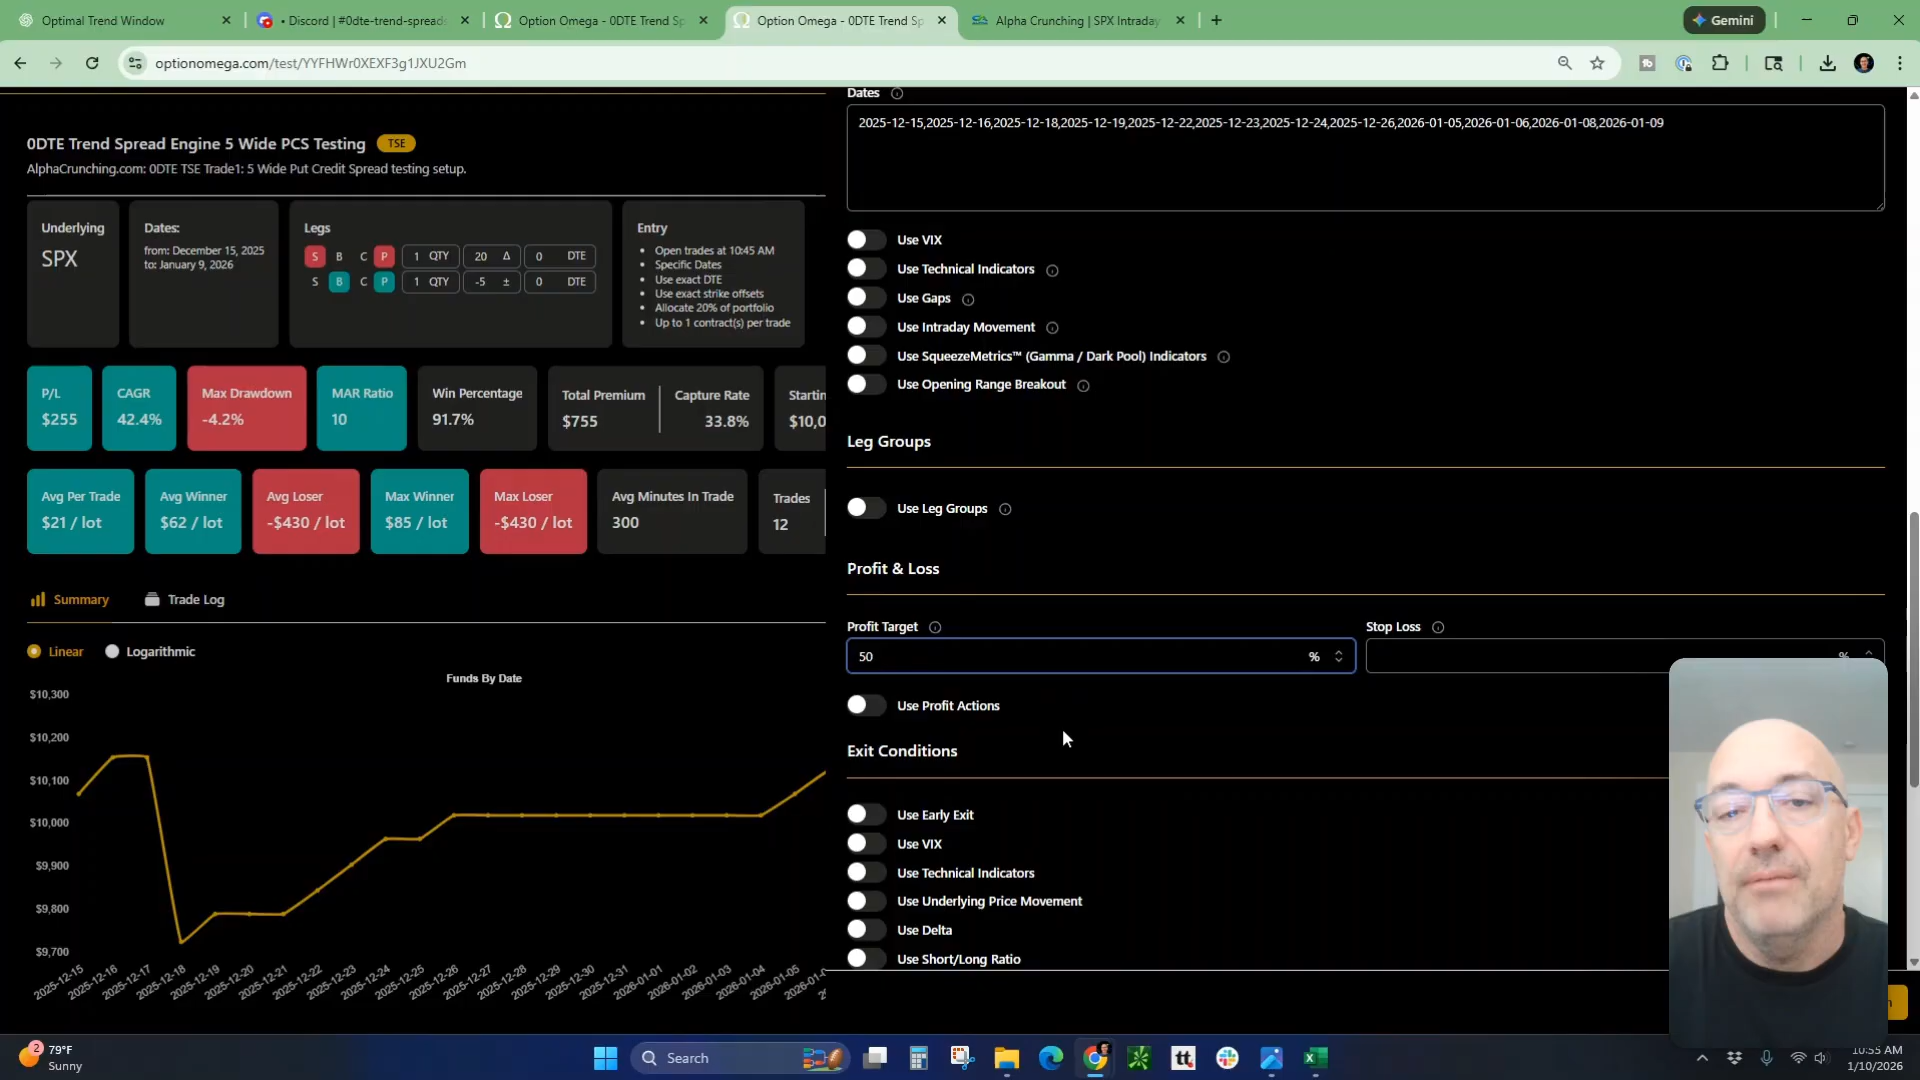 Optimal Trend Window
• Discord | #0dte-trend-spread
Option Omega - 0DTE Trend Sp
Option Omega - 0DTE Trend Sp
Alpha Crunching | SPX Intraday
Gemini
optionomega.com/test/YYFHWr0XEXF3g1JXU2Gm
0DTE Trend Spread Engine 5 Wide PCS Testing
TSE
AlphaCrunching.com: 0DTE TSE Trade1: 5 Wide Put Credit Spread testing setup.
Underlying
SPX
Dates:
from: December 15, 2025
to: January 9, 2026
Legs
S B C P 1 QTY 20 Δ 0 DTE
S B C P 1 QTY -5 ± 0 DTE
Entry
• Open trades at 10:45 AM
• Specific Dates
• Use exact DTE
• Use exact strike offsets
• Allocate 20% of portfolio
• Up to 1 contract(s) per trade
P/L
$255
CAGR
42.4%
Max Drawdown
-4.2%
MAR Ratio
10
Win Percentage
91.7%
Total Premium
$755
Capture Rate
33.8%
Startin
$10,0
Avg Per Trade
$21 / lot
Avg Winner
$62 / lot
Avg Loser
-$430 / lot
Max Winner
$85 / lot
Max Loser
-$430 / lot
Avg Minutes In Trade
300
Trades
12
Summary
Trade Log
Linear
Logarithmic
Funds By Date
$10,300
$10,200
$10,100
$10,000
$9,900
$9,800
$9,700
2025-12-15
2025-12-16
2025-12-17
2025-12-18
2025-12-19
2025-12-20
2025-12-21
2025-12-22
2025-12-23
2025-12-24
2025-12-25
2025-12-26
2025-12-27
2025-12-28
2025-12-29
2025-12-30
2025-12-31
2026-01-01
2026-01-02
2026-01-03
2026-01-04
2026-01-05
2026-01-0
Dates
2025-12-15,2025-12-16,2025-12-18,2025-12-19,2025-12-22,2025-12-23,2025-12-24,2025-12-26,2026-01-05,2026-01-06,2026-01-08,2026-01-09
Use VIX
Use Technical Indicators
Use Gaps
Use Intraday Movement
Use SqueezeMetrics™ (Gamma / Dark Pool) Indicators
Use Opening Range Breakout
Leg Groups
Use Leg Groups
Profit & Loss
Profit Target
50 %
Stop Loss
%
Use Profit Actions
Exit Conditions
Use Early Exit
Use VIX
Use Technical Indicators
Use Underlying Price Movement
Use Delta
Use Short/Long Ratio
2
79°F
Sunny
Search
tt
10:55 AM
1/10/2026